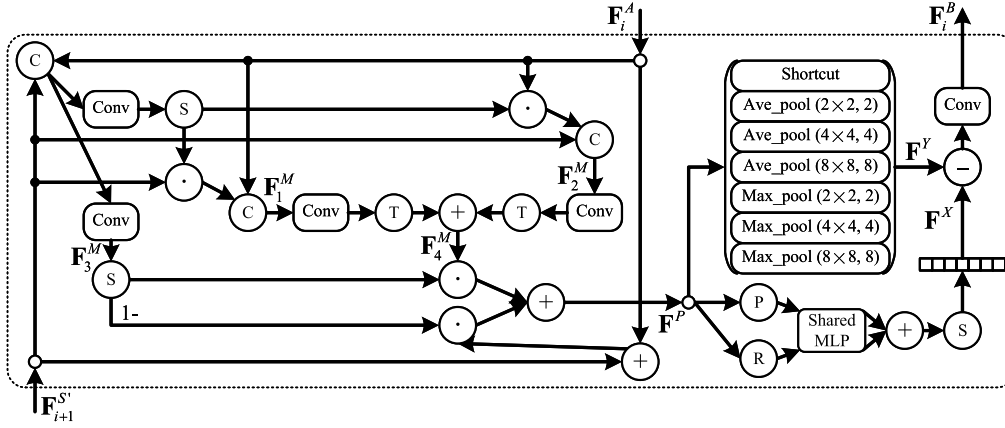 F_i^A
F_i^B
C
Shortcut
Conv
S
·
Ave_pool (2×2, 2)
Conv
C
Ave_pool (4×4, 4)
F^Y
·
F_1^M
F_2^M
Ave_pool (8×8, 8)
−
Conv
C
Conv
T
+
T
Conv
Max_pool (2×2, 2)
F^X
F_3^M
F_4^M
Max_pool (4×4, 4)
S
·
Max_pool (8×8, 8)
+
P
1-
·
F^P
Shared
MLP
+
S
+
R
F_{i+1}^{S'}